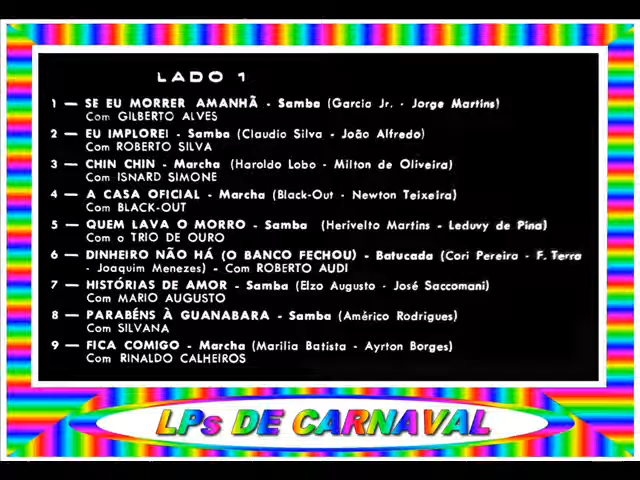 LADO 1
1 — SE EU MORRER AMANHÃ - Samba (Garcia Jr. - Jorge Martins)
Com GILBERTO ALVES
2 — EU IMPLOREI - Samba (Claudio Silva - João Alfredo)
Com ROBERTO SILVA
3 — CHIN CHIN - Marcha (Haroldo Lobo - Milton de Oliveira)
Com ISNARD SIMONE
4 — A CASA OFICIAL - Marcha (Black-Out - Newton Teixeira)
Com BLACK-OUT
5 — QUEM LAVA O MORRO - Samba (Herivelto Martins - Leduvy de Pina)
Com o TRIO DE OURO
6 — DINHEIRO NÃO HÁ (O BANCO FECHOU) - Batucada (Cori Pereira - F. Terra
- Joaquim Menezes) - Com ROBERTO AUDI
7 — HISTÓRIAS DE AMOR - Samba (Elzo Augusto - José Saccomani)
Com MARIO AUGUSTO
8 — PARABÉNS À GUANABARA - Samba (Américo Rodrigues)
Com SILVANA
9 — FICA COMIGO - Marcha (Marilia Batista - Ayrton Borges)
Com RINALDO CALHEIROS
LPs DE CARNAVAL